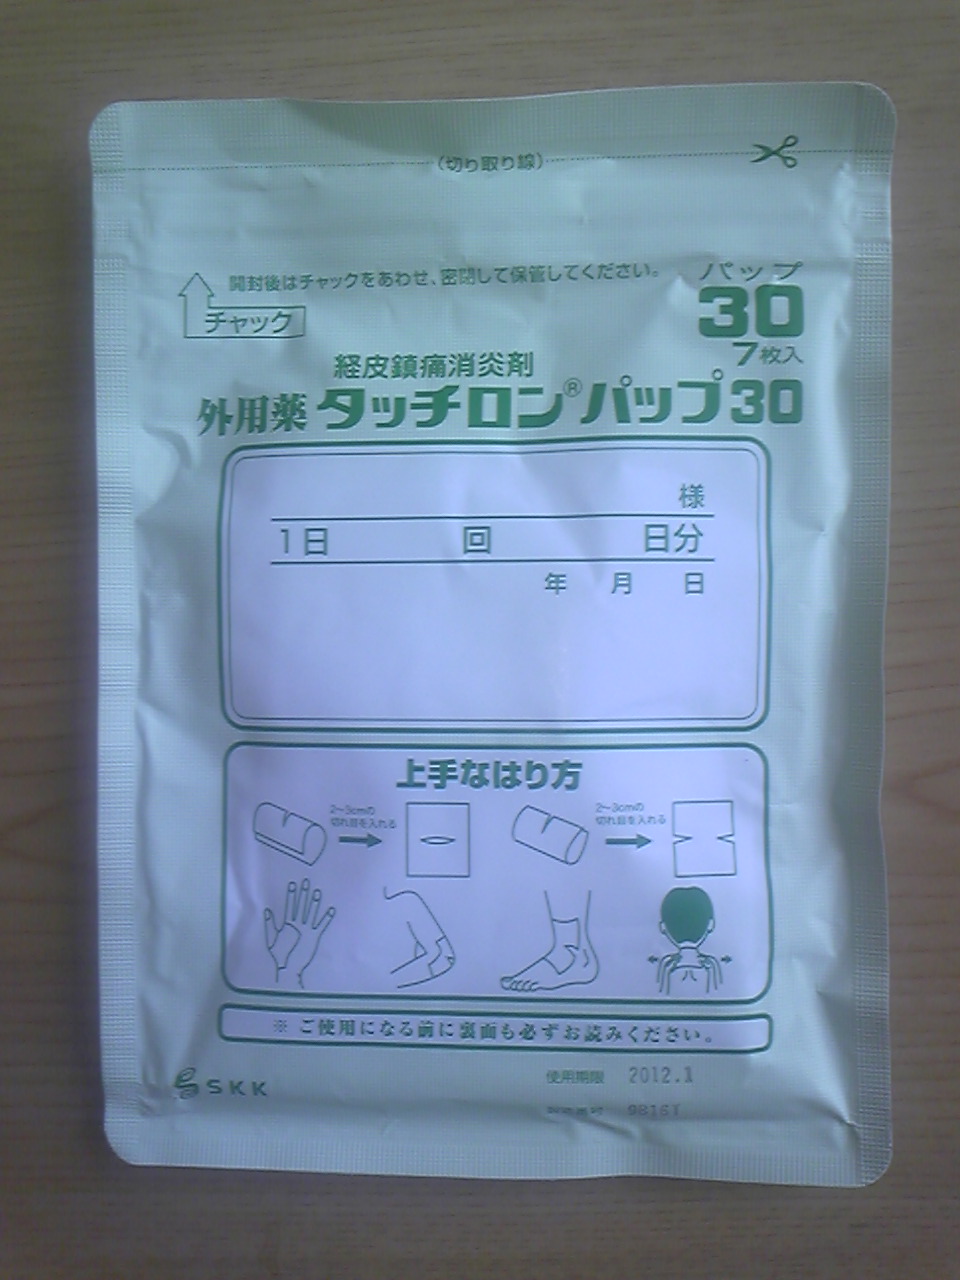 (切り取り線)
開封後はチャックをあわせ、密閉して保管してください。
チャック
パップ
30
7枚入
経皮鎮痛消炎剤
外用薬 タッチロン®パップ30
様
1日 回 日分
年 月 日
上手なはり方
2〜3cmの
切れ目を入れる
2〜3cmの
切れ目を入れる
※ ご使用になる前に裏面も必ずお読みください。
SKK
使用期限 2012.1